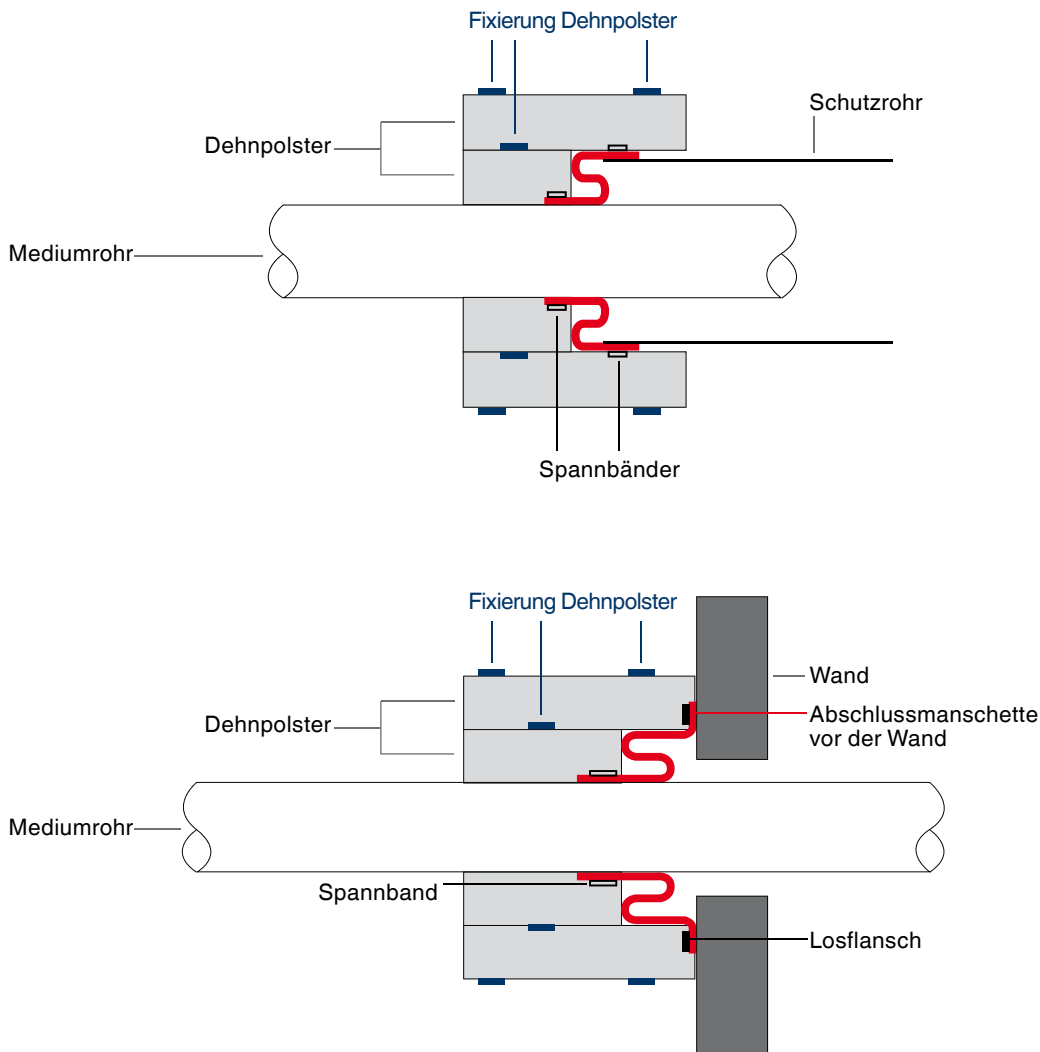 Fixierung Dehnpolster
Schutzrohr
Dehnpolster
Mediumrohr
Spannbänder
Fixierung Dehnpolster
Wand
Dehnpolster
Abschlussmanschette
vor der Wand
Mediumrohr
Spannband
Losflansch